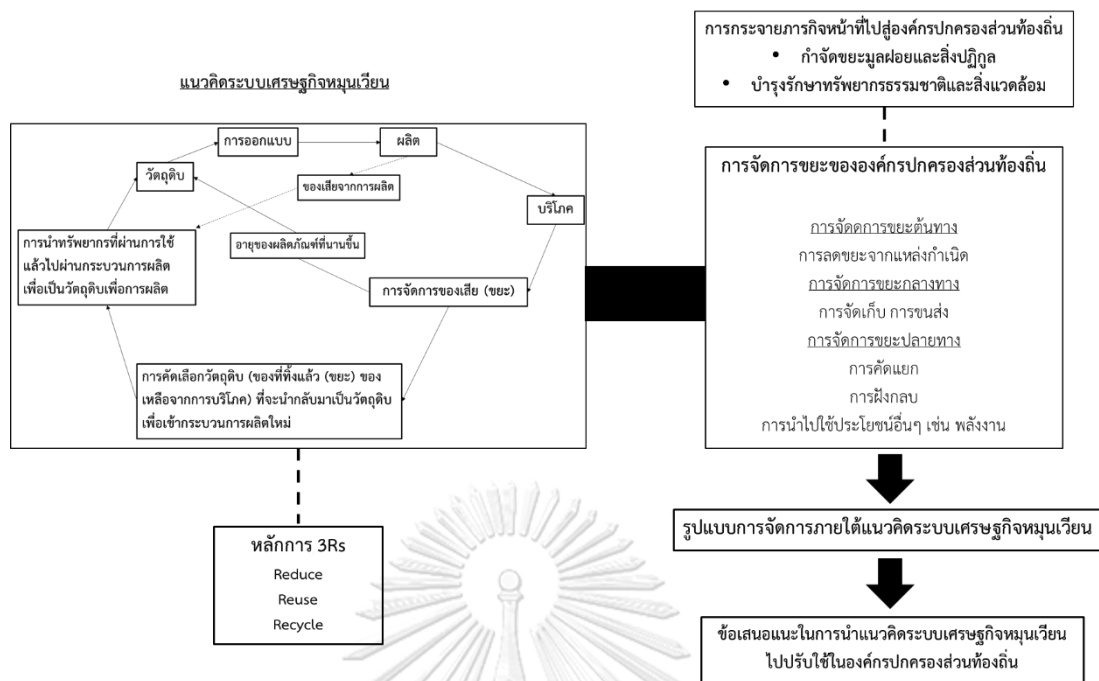 แนวคิดระบบเศรษฐกิจหมุนเวียน
การออกแบบ
ผลิต
วัตถุดิบ
ของเสียจากการผลิต
บริโภค
การนำทรัพยากรที่ผ่านการใช้
แล้วไปผ่านกระบวนการผลิต
เพื่อเป็นวัตถุดิบเพื่อการผลิต
อายุของผลิตภัณฑ์ที่นานขึ้น
การจัดการของเสีย (ขยะ)
การคัดเลือกวัตถุดิบ (ของที่ทิ้งแล้ว (ขยะ) ของ
เหลือจากการบริโภค) ที่จะนำกลับมาเป็นวัตถุดิบ
เพื่อเข้ากระบวนการผลิตใหม่
หลักการ 3Rs
Reduce
Reuse
Recycle
การกระจายภารกิจหน้าที่ไปสู่องค์กรปกครองส่วนท้องถิ่น
• กำจัดขยะมูลฝอยและสิ่งปฏิกูล
• บำรุงรักษาทรัพยากรธรรมชาติและสิ่งแวดล้อม
การจัดการขยะขององค์กรปกครองส่วนท้องถิ่น
การจัดดการขยะต้นทาง
การลดขยะจากแหล่งกำเนิด
การจัดการขยะกลางทาง
การจัดเก็บ การขนส่ง
การจัดการขยะปลายทาง
การคัดแยก
การฝังกลบ
การนำไปใช้ประโยชน์อื่นๆ เช่น พลังงาน
รูปแบบการจัดการภายใต้แนวคิดระบบเศรษฐกิจหมุนเวียน
ข้อเสนอแนะในการนำแนวคิดระบบเศรษฐกิจหมุนเวียน
ไปปรับใช้ในองค์กรปกครองส่วนท้องถิ่น